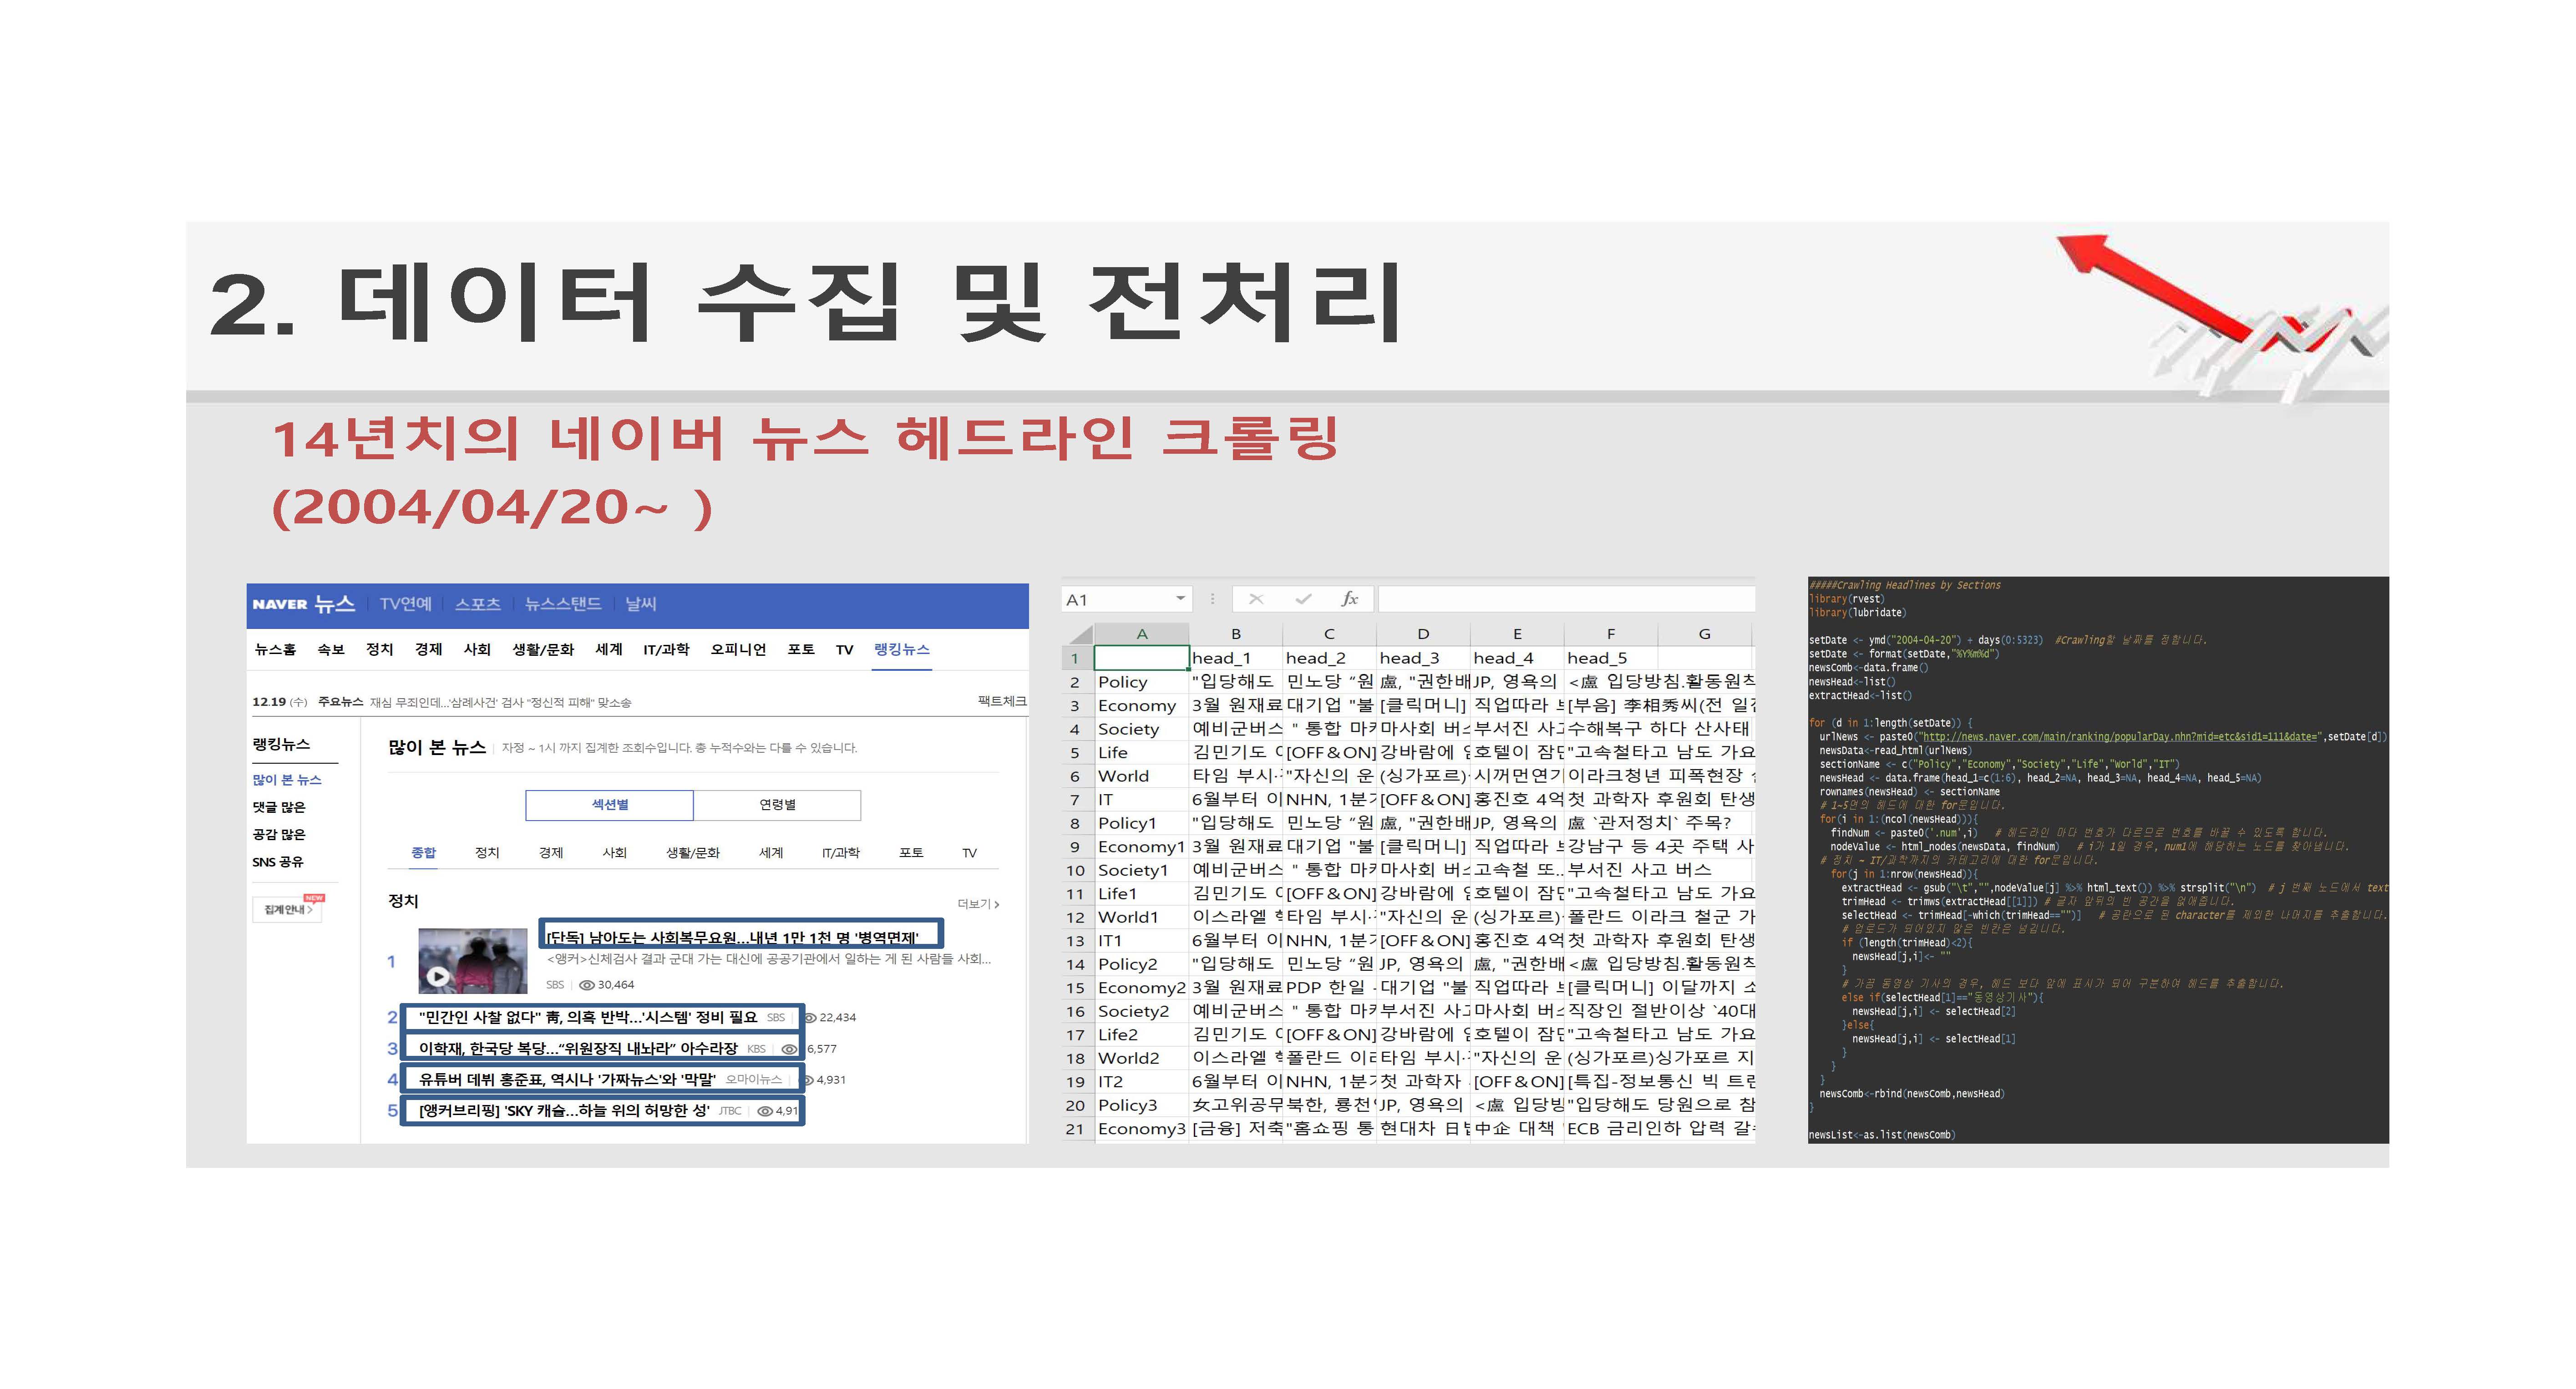 2. 데이터 수집 및 전처리
14년치의 네이버 뉴스 헤드라인 크롤링
(2004/04/20~ )
NAVER 뉴스 TV연예 스포츠 뉴스스탠드 날씨
뉴스홈 속보 정치 경제 사회 생활/문화 세계 IT/과학 오피니언 포토 TV 랭킹뉴스
12.19 (수) 주요뉴스 재심 무죄인데...'삼례사건' 검사 "정신적 피해" 맞소송 팩트체크
랭킹뉴스
많이 본 뉴스
댓글 많은
공감 많은
SNS 공유
집계안내 >
NEW
많이 본 뉴스 자정 ~ 1시 까지 집계한 조회수입니다. 총 누적수와는 다를 수 있습니다.
섹션별 연령별
종합 정치 경제 사회 생활/문화 세계 IT/과학 포토 TV
정치 더보기 >
1 [단독] 남아도는 사회복무요원...내년 1만 1천 명 '병역면제'
<앵커>신체검사 결과 군대 가는 대신에 공공기관에서 일하는 게 된 사람들 사회...
SBS 30,464
2 "민간인 사찰 없다" 靑, 의혹 반박...'시스템' 정비 필요 SBS 22,434
3 이학재, 한국당 복당..."위원장직 내놔라" 아수라장 KBS 6,577
4 유튜버 데뷔 홍준표, 역시나 '가짜뉴스'와 '막말' 오마이뉴스 4,931
5 [앵커브리핑] 'SKY 캐슬...하늘 위의 허망한 성' JTBC 4,91
A1 fx
A B C D E F G
1 head_1 head_2 head_3 head_4 head_5
2 Policy "입당해도 민노당 “원 盧, "권한배 JP, 영욕의 <盧 입당방침.활동원칙
3 Economy 3월 원재료 대기업 "불 [클릭머니] 직업따라 [부음] 李相秀씨(전 일
4 Society 예비군버스 " 통합 마 마사회 버스 부서진 사고 수해복구 하다 산사태
5 Life 김민기도 [OFF&ON] 강바람에 호텔이 잠든 "고속철타고 남도 가요
6 World 타임 부시 "자신의 운 (싱가포르) 시꺼먼연기 이라크청년 피폭현장
7 IT 6월부터 이 NHN, 1분기 [OFF&ON] 홍진호 4억 첫 과학자 후원회 탄생
8 Policy1 "입당해도 민노당 “원 盧, "권한배 JP, 영욕의 盧 `관저정치` 주목?
9 Economy1 3월 원재료 대기업 "불 [클릭머니] 직업따라 강남구 등 4곳 주택 사
10 Society1 예비군버스 " 통합 마 마사회 버스 고속철 또.. 부서진 사고 버스
11 Life1 김민기도 [OFF&ON] 강바람에 호텔이 잠든 "고속철타고 남도 가요
12 World1 이스라엘 타임 부시 "자신의 운 (싱가포르) 폴란드 이라크 철군 가
13 IT1 6월부터 이 NHN, 1분기 [OFF&ON] 홍진호 4억 첫 과학자 후원회 탄생
14 Policy2 "입당해도 민노당 “원 JP, 영욕의 盧, "권한배 <盧 입당방침.활동원칙
15 Economy2 3월 원재료 PDP 한일 대기업 "불 직업따라 [클릭머니] 이달까지 소
16 Society2 예비군버스 " 통합 마 부서진 사고 마사회 버스 직장인 절반이상 `40대
17 Life2 김민기도 [OFF&ON] 강바람에 호텔이 잠든 "고속철타고 남도 가요
18 World2 이스라엘 폴란드 이라 타임 부시 "자신의 운 (싱가포르)싱가포르 지
19 IT2 6월부터 이 NHN, 1분기 첫 과학자 [OFF&ON] [특집-정보통신 빅 트렌
20 Policy3 女고위공무 북한, 룡천 JP, 영욕의 <盧 입당방 "입당해도 당원으로 참
21 Economy3 [금융] 저축 "홈쇼핑 통 현대차 日 中企 대책 ECB 금리인하 압력 갈
#####Crawling Headlines by Sections
library(rvest)
library(lubridate)
setDate <- ymd("2004-04-20") + days(0:5323) #Crawling할 날짜를 정합니다.
setDate <- format(setDate,"%Y%m%d")
newsComb<-data.frame()
newsHead<-list()
extractHead<-list()
for (d in 1:length(setDate)) {
urlNews <- paste0("http://news.naver.com/main/ranking/popularDay.nhn?mid=etc&sid1=111&date=",setDate[d])
newsData<-read_html(urlNews)
sectionName <- c("Policy","Economy","Society","Life","World","IT")
newsHead <- data.frame(head_1=c(1:6), head_2=NA, head_3=NA, head_4=NA, head_5=NA)
rownames(newsHead) <- sectionName
# 1~5면의 헤드에 대한 for문입니다.
for(i in 1:(ncol(newsHead))){
findNum <- paste0('.num',i) # 헤드라인 마다 번호가 다르므로 번호를 바꿀 수 있도록 합니다.
nodeValue <- html_nodes(newsData, findNum) # i가 1일 경우, num1에 해당하는 노드를 찾아냅니다.
# 정치 ~ IT/과학까지의 카테고리에 대한 for문입니다.
for(j in 1:nrow(newsHead)){
extractHead <- gsub("\t","",nodeValue[j] %>% html_text()) %>% strsplit("\n") # j 번째 노드에서 text
trimHead <- trimws(extractHead[[1]]) # 글자 앞뒤의 빈 공간을 없애줍니다.
selectHead <- trimHead[-which(trimHead=="")] # 공란으로 된 character를 제외한 나머지를 추출합니다.
# 업로드가 되어있지 않은 빈칸은 넘깁니다.
if (length(trimHead)<2){
newsHead[j,i]<- ""
}
# 가끔 동영상 기사의 경우, 헤드 보다 앞에 표시가 되어 구분하여 헤드를 추출합니다.
else if(selectHead[1]=="동영상기사"){
newsHead[j,i] <- selectHead[2]
}else{
newsHead[j,i] <- selectHead[1]
}
}
}
newsComb<-rbind(newsComb,newsHead)
}
newsList<-as.list(newsComb)